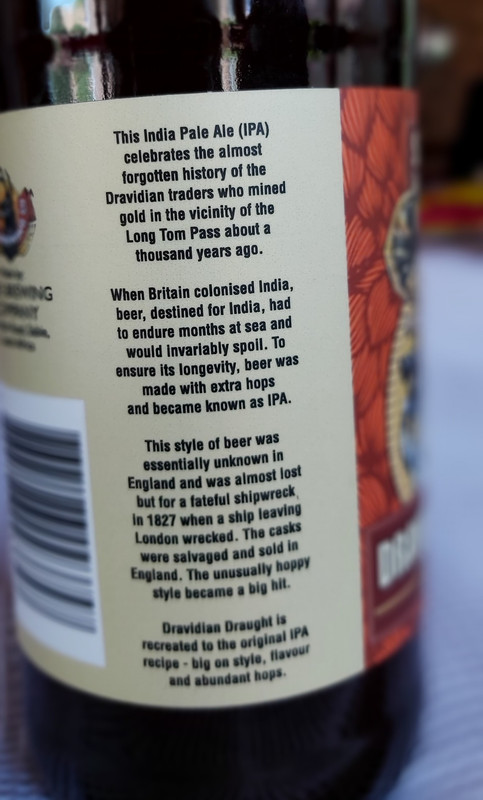 This India Pale Ale (IPA)
celebrates the almost
forgotten history of the
Dravidian traders who mined
gold in the vicinity of the
Long Tom Pass about a
thousand years ago.
When Britain colonised India,
beer, destined for India, had
to endure months at sea and
would invariably spoil. To
ensure its longevity, beer was
made with extra hops
and became known as IPA.
This style of beer was
essentially unknown in
England and was almost lost
but for a fateful shipwreck
in 1827 when a ship leaving
London wrecked. The casks
were salvaged and sold in
England. The unusually hoppy
style became a big hit.
Dravidian Draught is
recreated to the original IPA
recipe - big on style, flavour
and abundant hops.